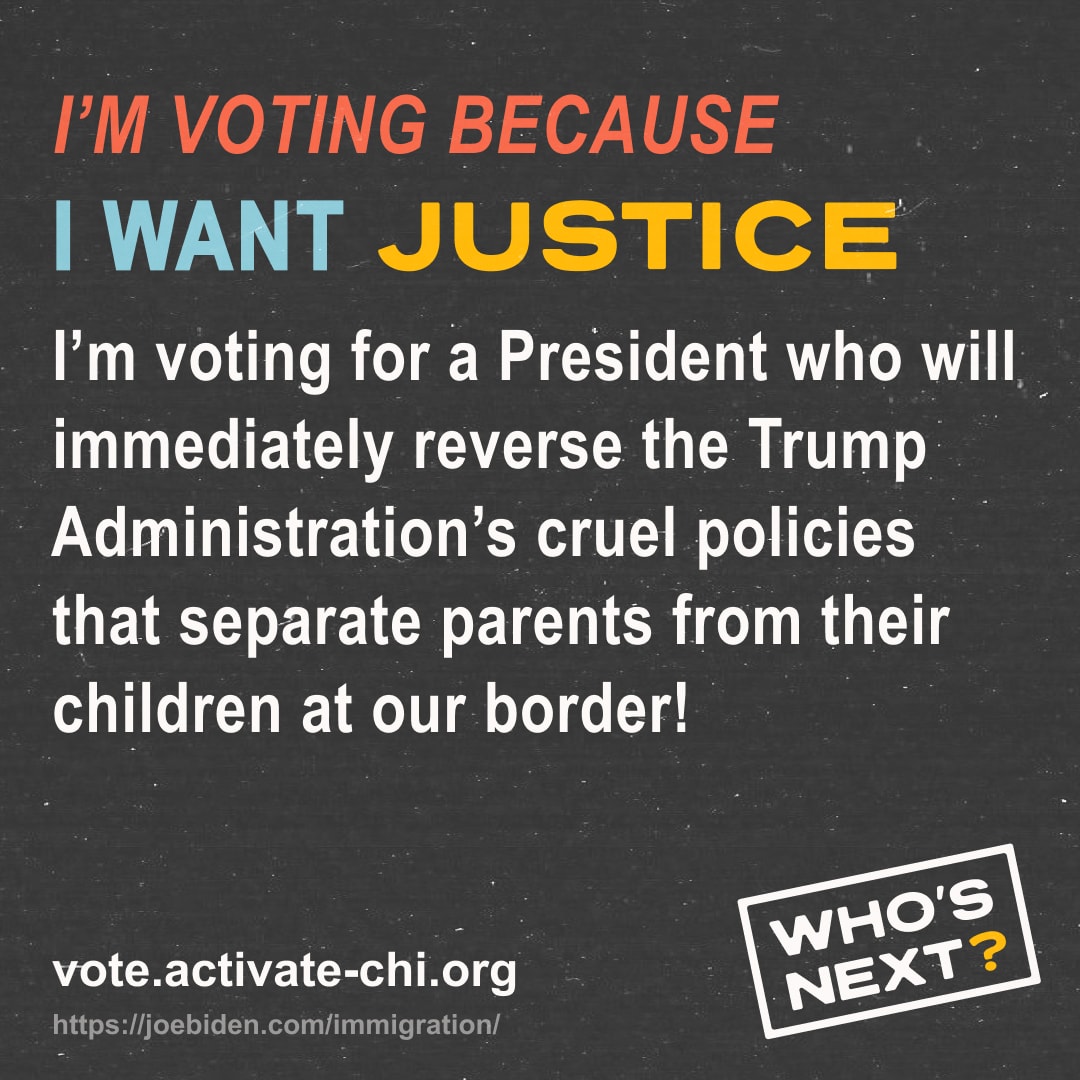 I’M VOTING BECAUSE
I WANT JUSTICE
I’m voting for a President who will
immediately reverse the Trump
Administration’s cruel policies
that separate parents from their
children at our border!
WHO’S
NEXT?
vote.activate-chi.org
https://joebiden.com/immigration/